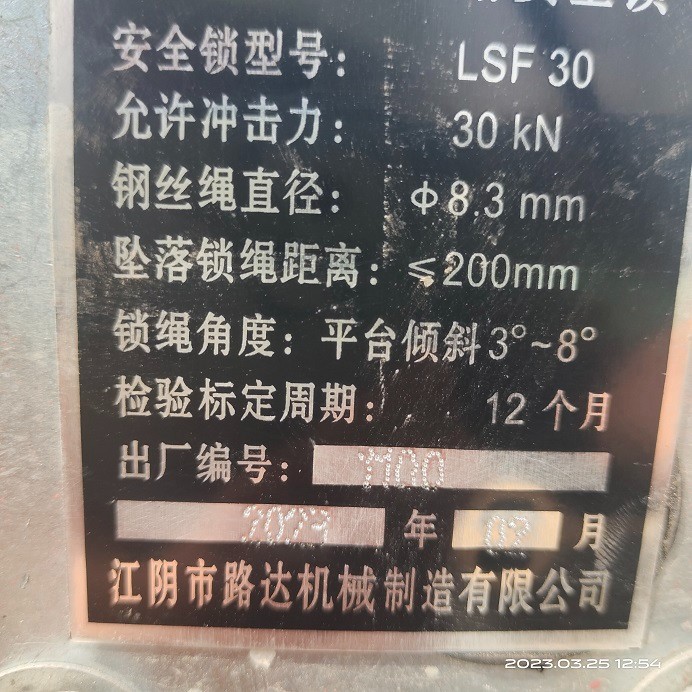 安全锁型号： LSF 30
允许冲击力： 30 kN
钢丝绳直径： Φ8.3 mm
坠落锁绳距离：≤200mm
锁绳角度：平台倾斜3°~8°
检验标定周期： 12 个月
出厂编号：
年 02 月
江阴市路达机械制造有限公司
2023.03.25 12:54